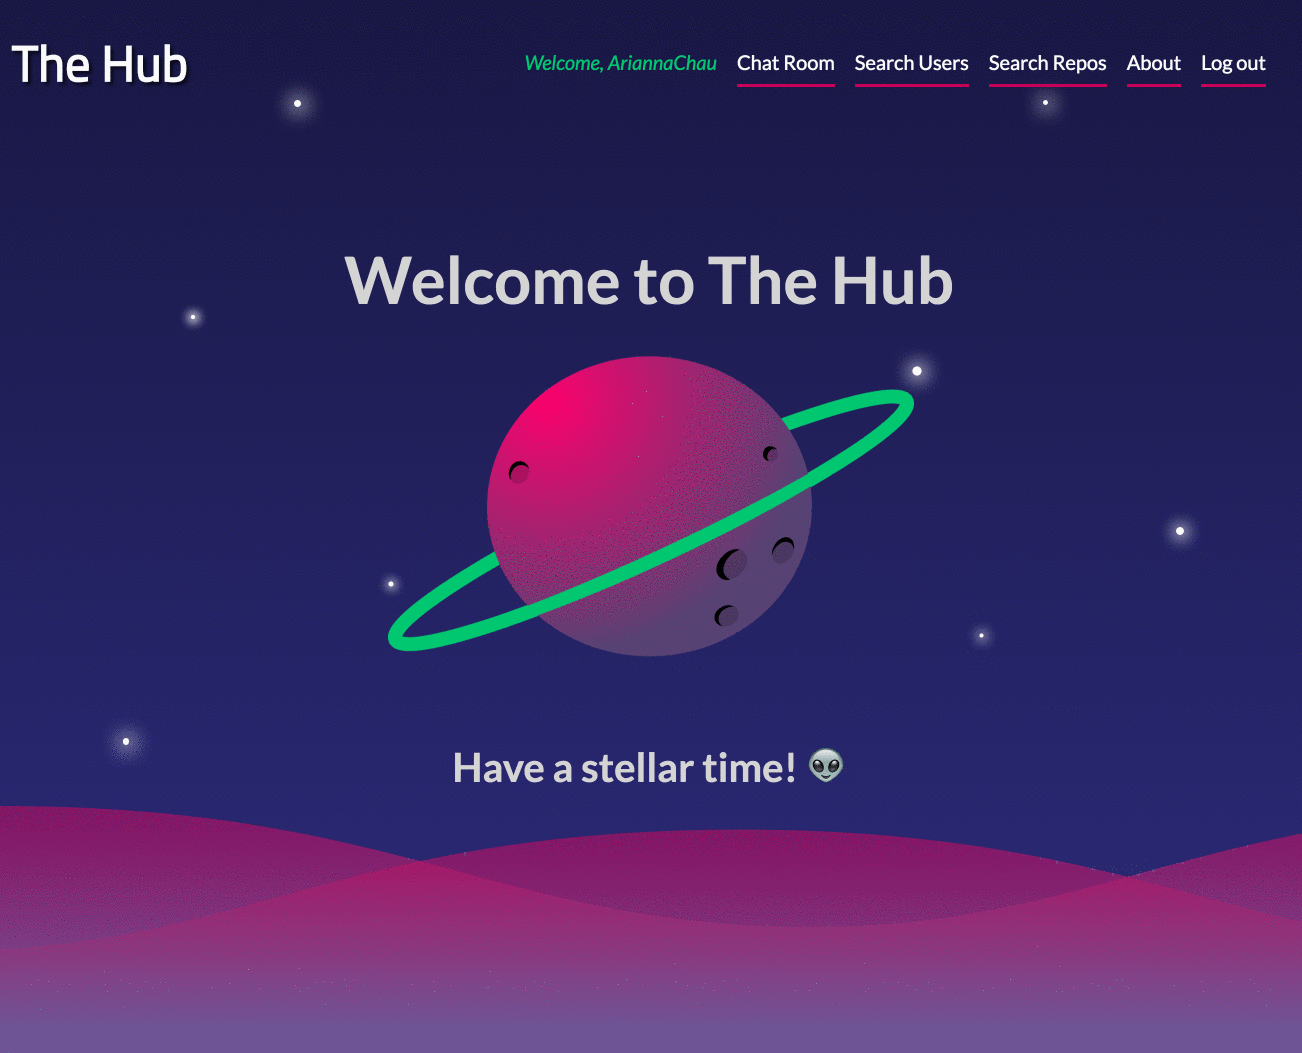 The Hub
Welcome, AriannaChau Chat Room Search Users Search Repos About Log out
Welcome to The Hub
Have a stellar time! 👽